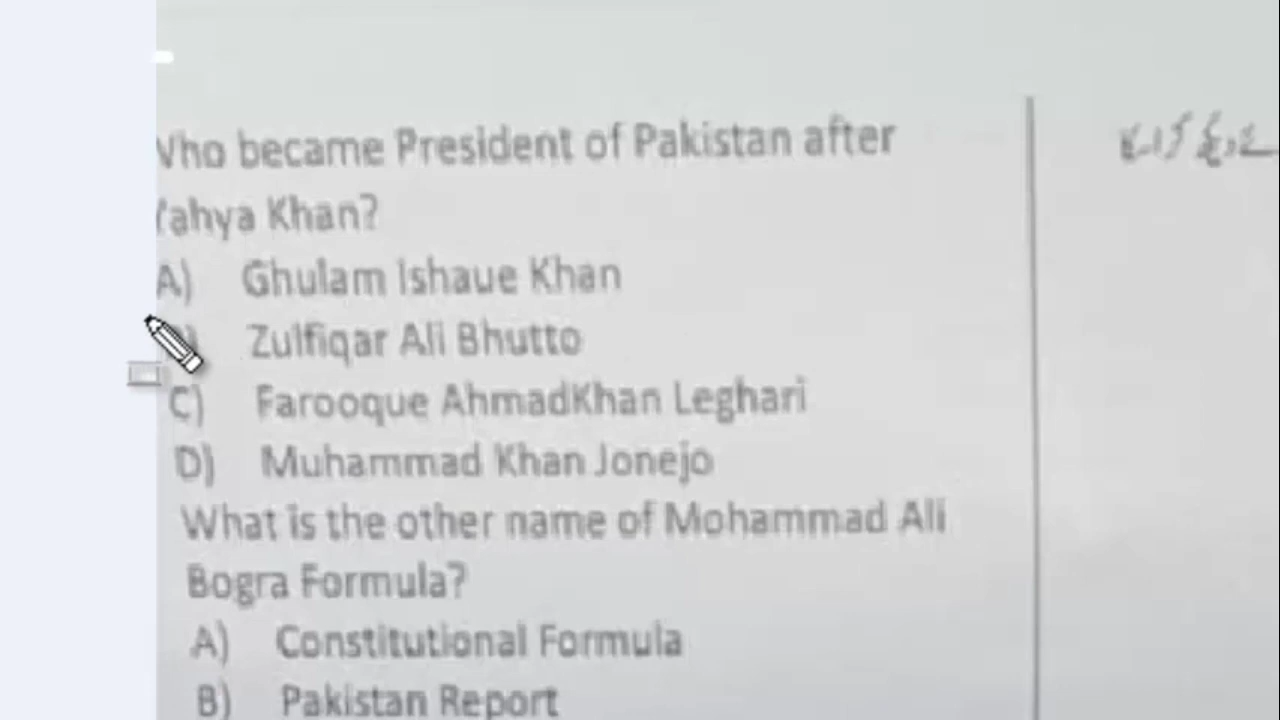 Who became President of Pakistan after
Yahya Khan?
A) Ghulam Ishaue Khan
B) Zulfiqar Ali Bhutto
C) Farooque AhmadKhan Leghari
D) Muhammad Khan Jonejo
What is the other name of Mohammad Ali
Bogra Formula?
A) Constitutional Formula
B) Pakistan Report